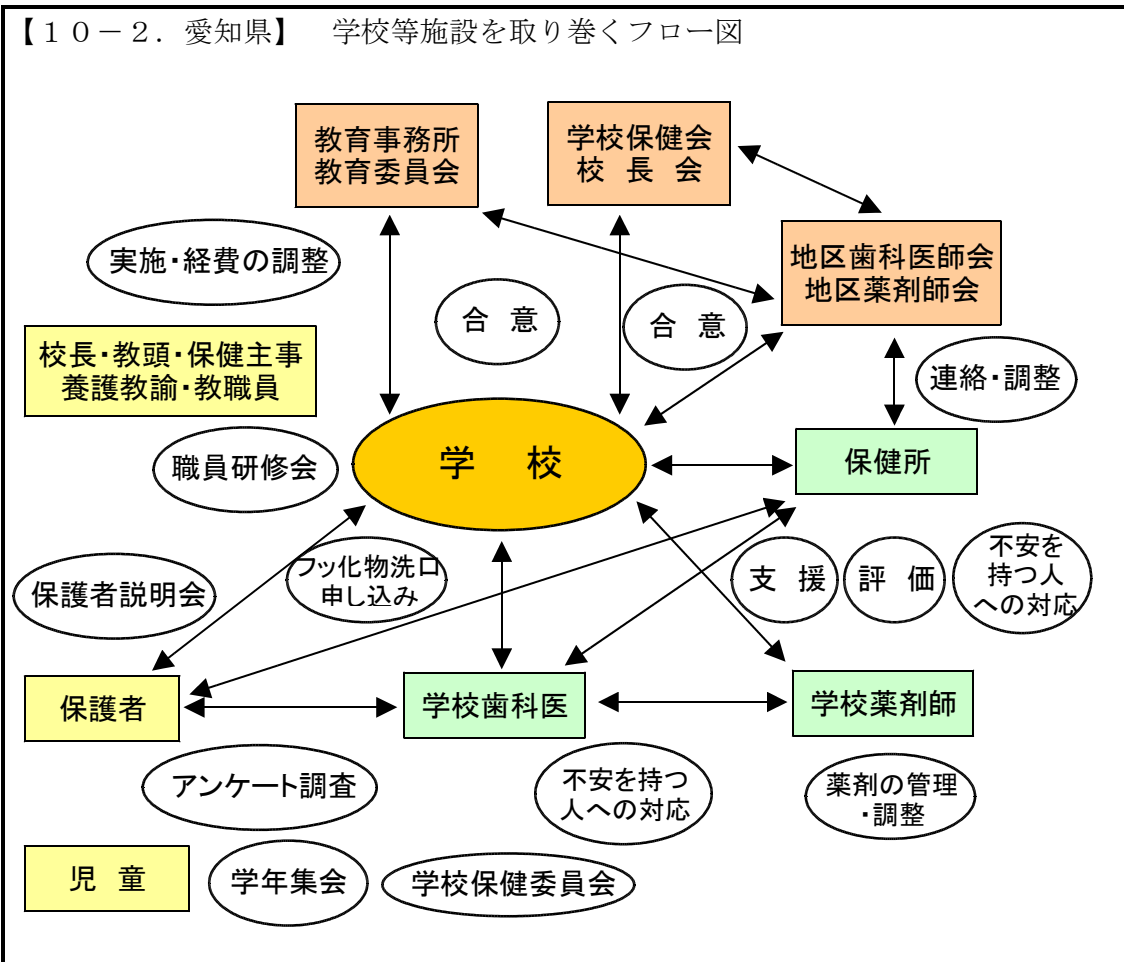 【１０－２．愛知県】　学校等施設を取り巻くフロー図
教育事務所
教育委員会
学校保健会
校　長　会
地区歯科医師会
地区薬剤師会
実施・経費の調整
合　意
合　意
校長・教頭・保健主事
養護教諭・教職員
連絡・調整
職員研修会
学　校
保健所
保護者説明会
フッ化物洗口
申し込み
支　援
評　価
不安を
持つ人
への対応
保護者
学校歯科医
学校薬剤師
アンケート調査
不安を持つ
人への対応
薬剤の管理
・調整
児　童
学年集会
学校保健委員会